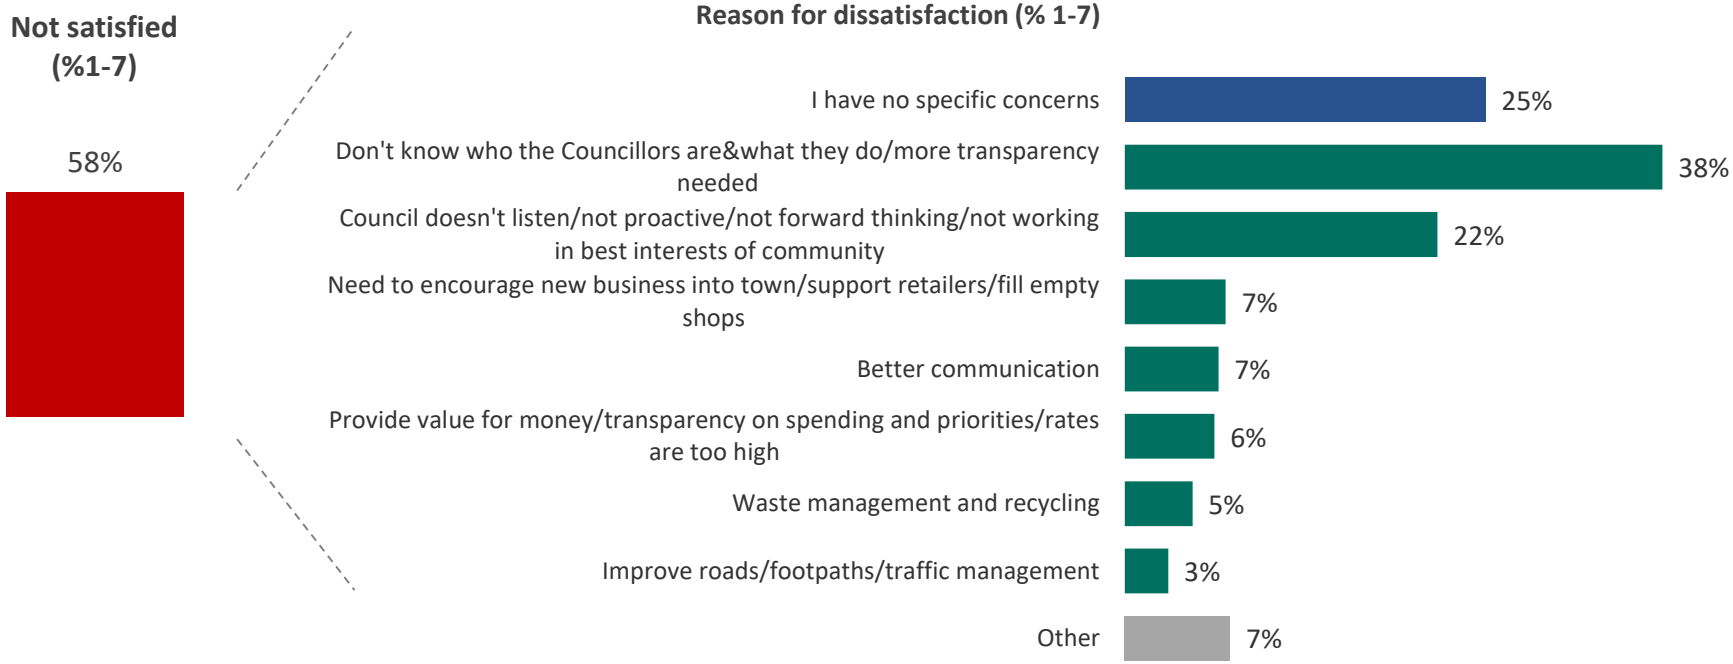 Not satisfied
(%1-7)
58%
Reason for dissatisfaction (% 1-7)
I have no specific concerns
25%
Don't know who the Councillors are&what they do/more transparency
needed
38%
Council doesn't listen/not proactive/not forward thinking/not working
in best interests of community
22%
Need to encourage new business into town/support retailers/fill empty
shops
7%
Better communication
7%
Provide value for money/transparency on spending and priorities/rates
are too high
6%
Waste management and recycling
5%
Improve roads/footpaths/traffic management
3%
Other
7%